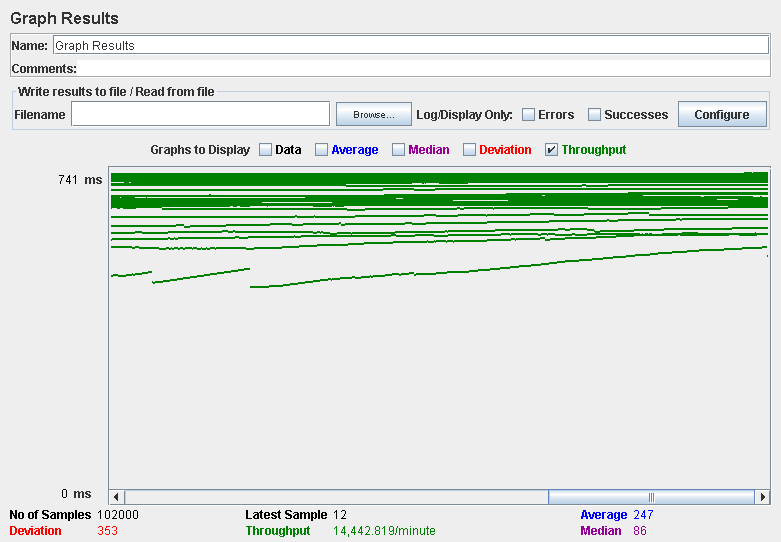 Graph Results
Name: Graph Results
Comments:
Write results to file / Read from file
Filename Browse... Log/Display Only: Errors Successes Configure
Graphs to Display Data Average Median Deviation Throughput
741 ms
0 ms
No of Samples 102000 Latest Sample 12 Average 247
Deviation 353 Throughput 14,442.819/minute Median 86